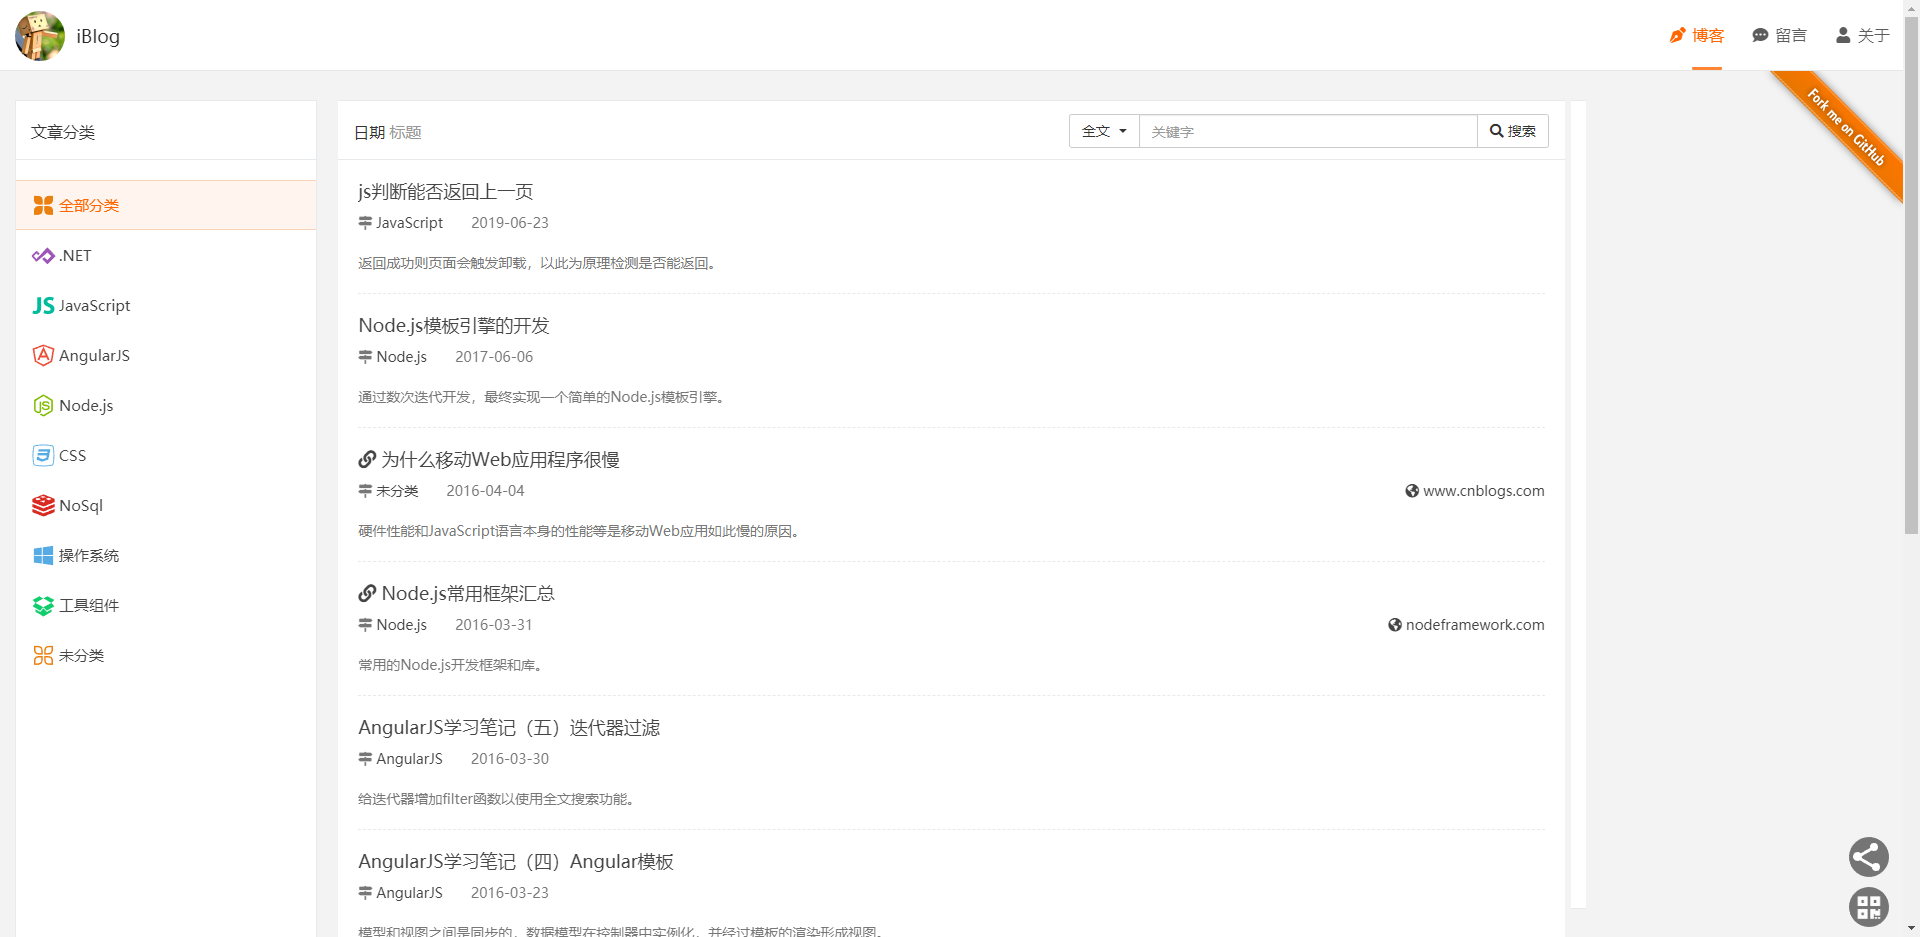 iBlog
博客
留言
关于
Fork me on GitHub
文章分类
全部分类
.NET
JavaScript
AngularJS
Node.js
CSS
NoSql
操作系统
工具组件
未分类
日期 标题
全文
关键字
搜索
js判断能否返回上一页
JavaScript 2019-06-23
返回成功则页面会触发卸载，以此为原理检测是否能返回。
Node.js模板引擎的开发
Node.js 2017-06-06
通过数次迭代开发，最终实现一个简单的Node.js模板引擎。
为什么移动Web应用程序很慢
未分类 2016-04-04 www.cnblogs.com
硬件性能和JavaScript语言本身的性能等是移动Web应用如此慢的原因。
Node.js常用框架汇总
Node.js 2016-03-31 nodeframework.com
常用的Node.js开发框架和库。
AngularJS学习笔记（五）迭代器过滤
AngularJS 2016-03-30
给迭代器增加filter函数以使用全文搜索功能。
AngularJS学习笔记（四）Angular模板
AngularJS 2016-03-23
模型和视图之间是同步的，数据模型在控制器中实例化，并经过模板的渲染形成视图。